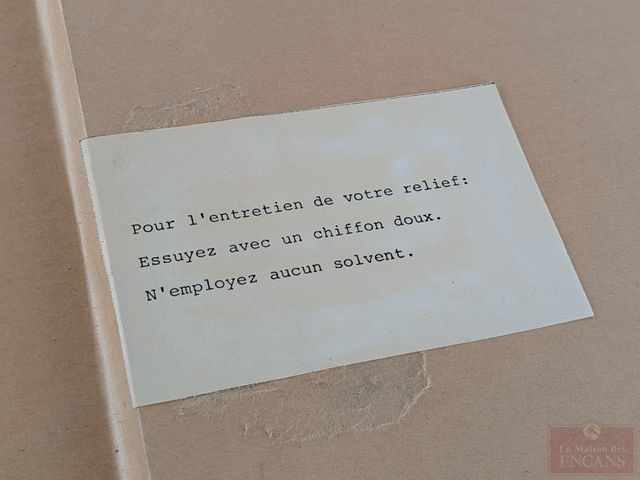 Pour l'entretien de votre relief:
Essuyez avec un chiffon doux.
N'employez aucun solvent.
La Maison des
ENCANS